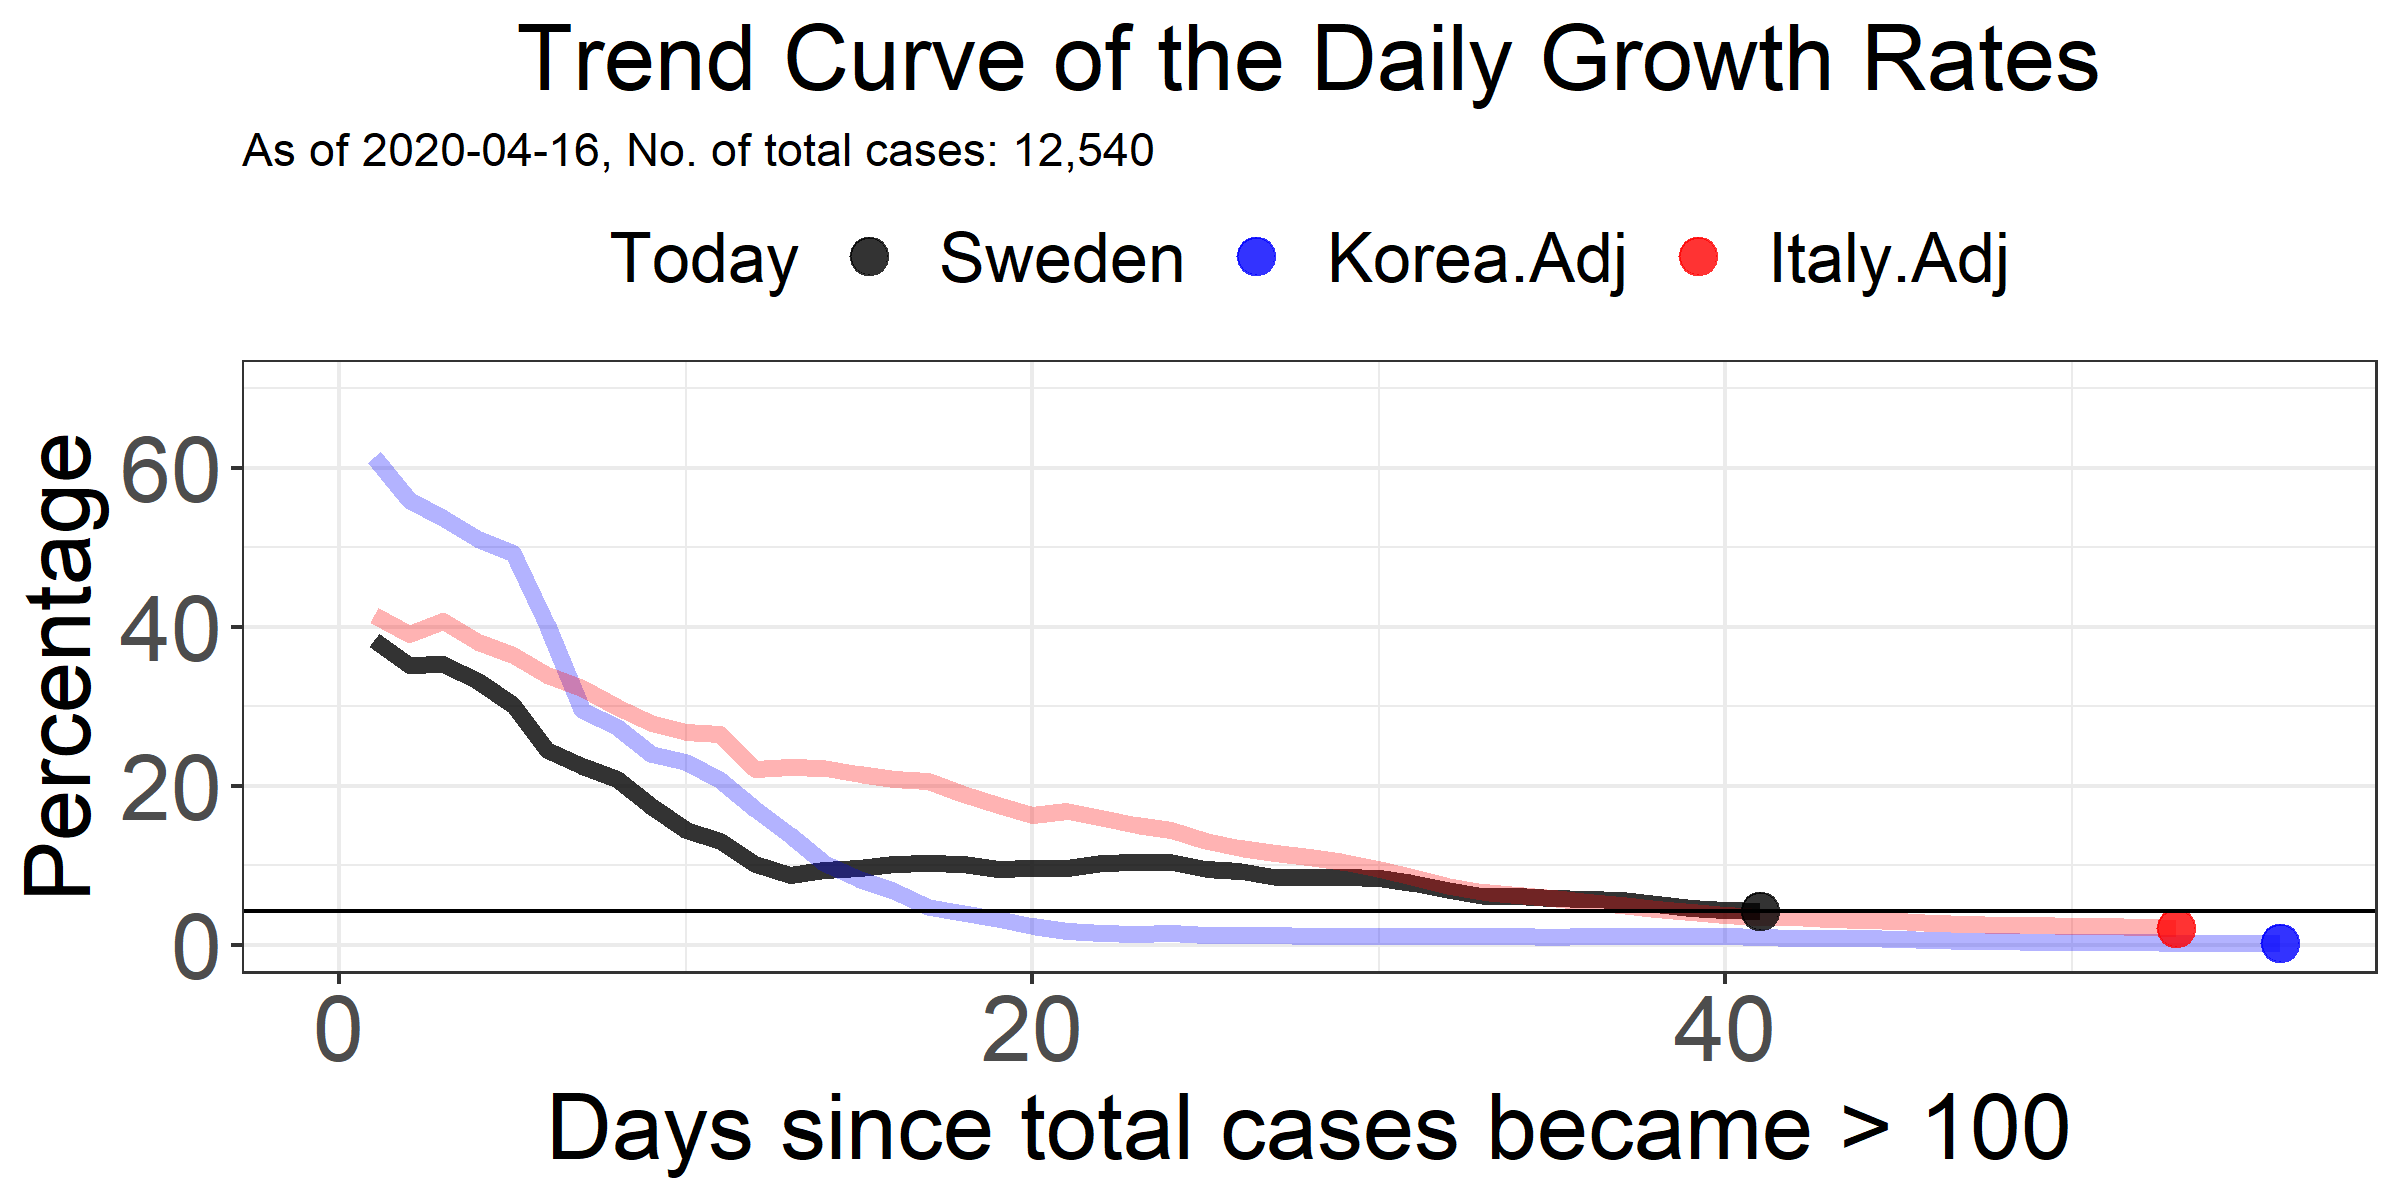 Trend Curve of the Daily Growth Rates
As of 2020-04-16, No. of total cases: 12,540
Today Sweden Korea.Adj Italy.Adj
Percentage
60
40
20
0
0 20 40
Days since total cases became > 100